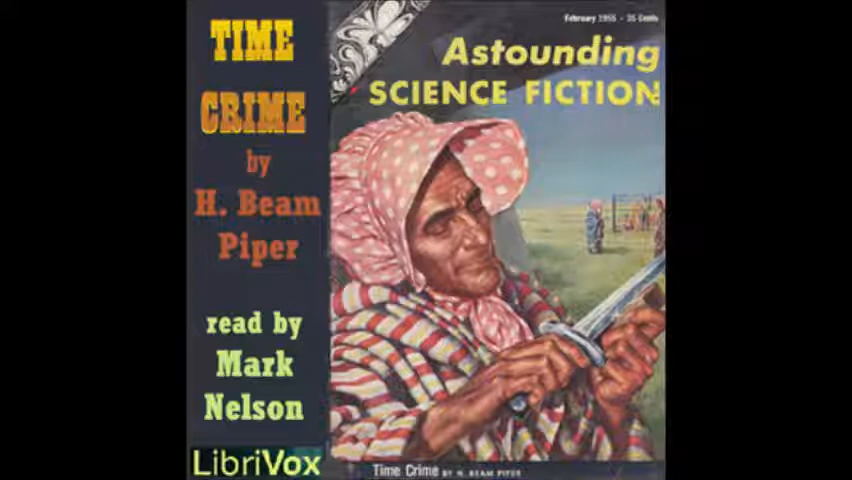 TIME
CRIME
by
H. Beam
Piper
read by
Mark
Nelson
LibriVox
February 1955 - 35 Cents
Astounding
SCIENCE FICTION
Time Crime BY H. BEAM PIPER